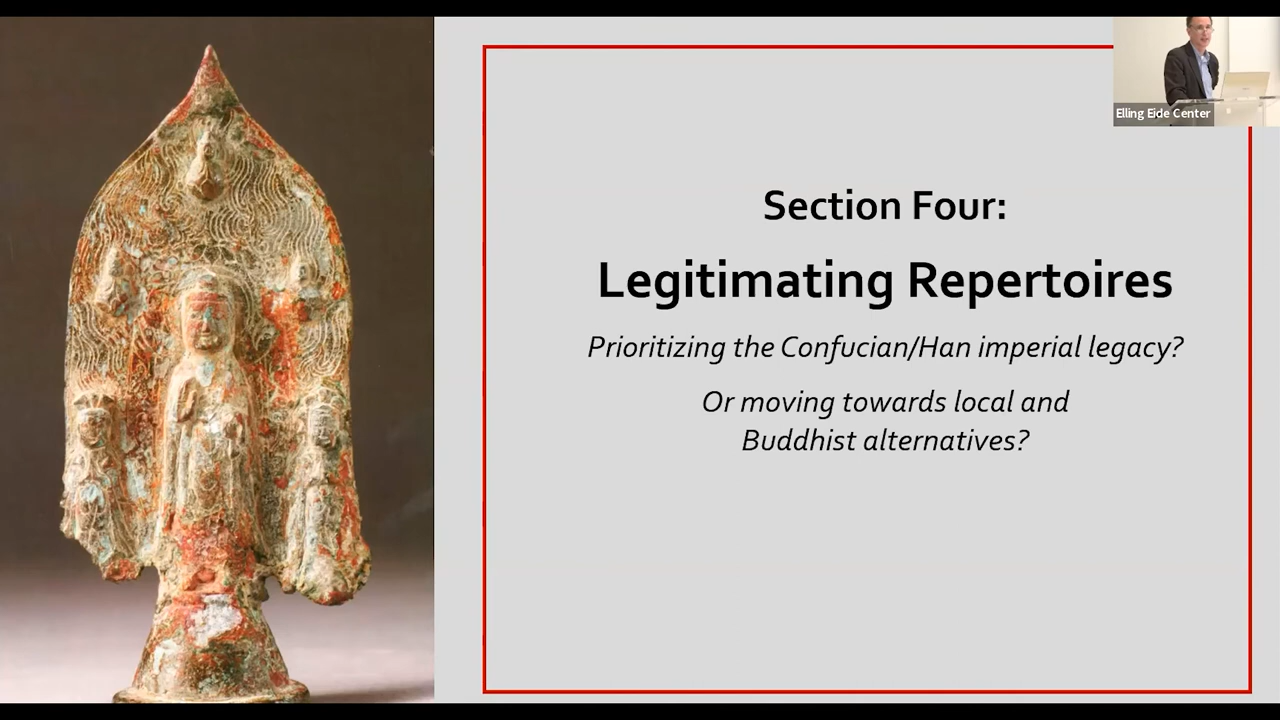 Elling Eide Center
Section Four:
Legitimating Repertoires
Prioritizing the Confucian/Han imperial legacy?
Or moving towards local and
Buddhist alternatives?